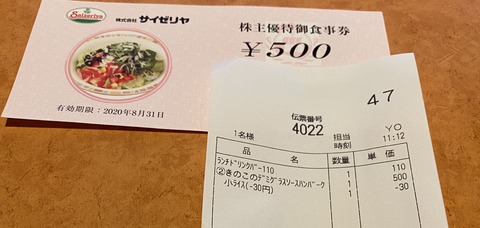 Saizeriya
株式会社 サイゼリヤ
株主優待御食事券
¥500
有効期限：2020年8月31日
47
伝票番号
4022
1名様 担当 YO
時刻 11:12
品 名 数量 単価
ﾗﾝﾁﾄﾞﾘﾝｸﾊﾞｰ110 1 110
②きのこのﾃﾞﾐｸﾞﾗｽｿｰｽﾊﾝﾊﾞｰｸ 1 500
小ライス(-30円) 1 -30